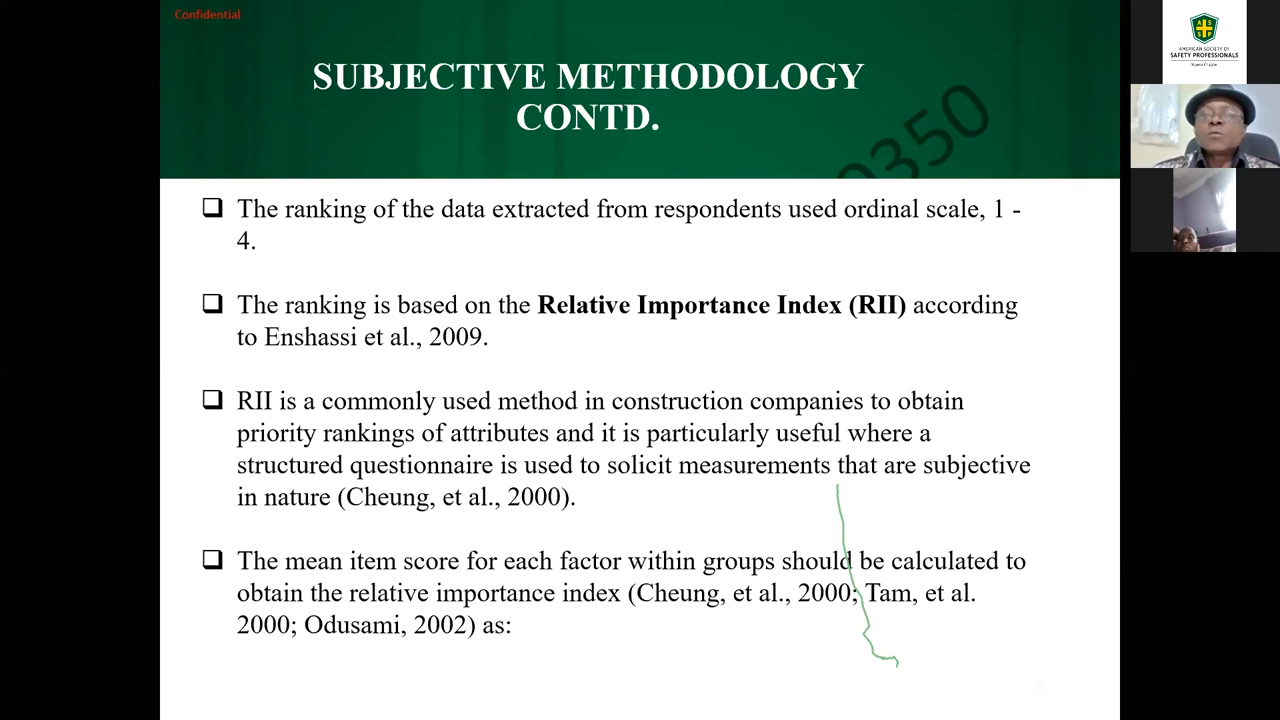 Confidential
SUBJECTIVE METHODOLOGY
CONTD.
0350
The ranking of the data extracted from respondents used ordinal scale, 1 -
4.
The ranking is based on the Relative Importance Index (RII) according
to Enshassi et al., 2009.
RII is a commonly used method in construction companies to obtain
priority rankings of attributes and it is particularly useful where a
structured questionnaire is used to solicit measurements that are subjective
in nature (Cheung, et al., 2000).
The mean item score for each factor within groups should be calculated to
obtain the relative importance index (Cheung, et al., 2000; Tam, et al.
2000; Odusami, 2002) as:
A S
S P
AMERICAN SOCIETY OF
SAFETY PROFESSIONALS
Nigeria Chapter